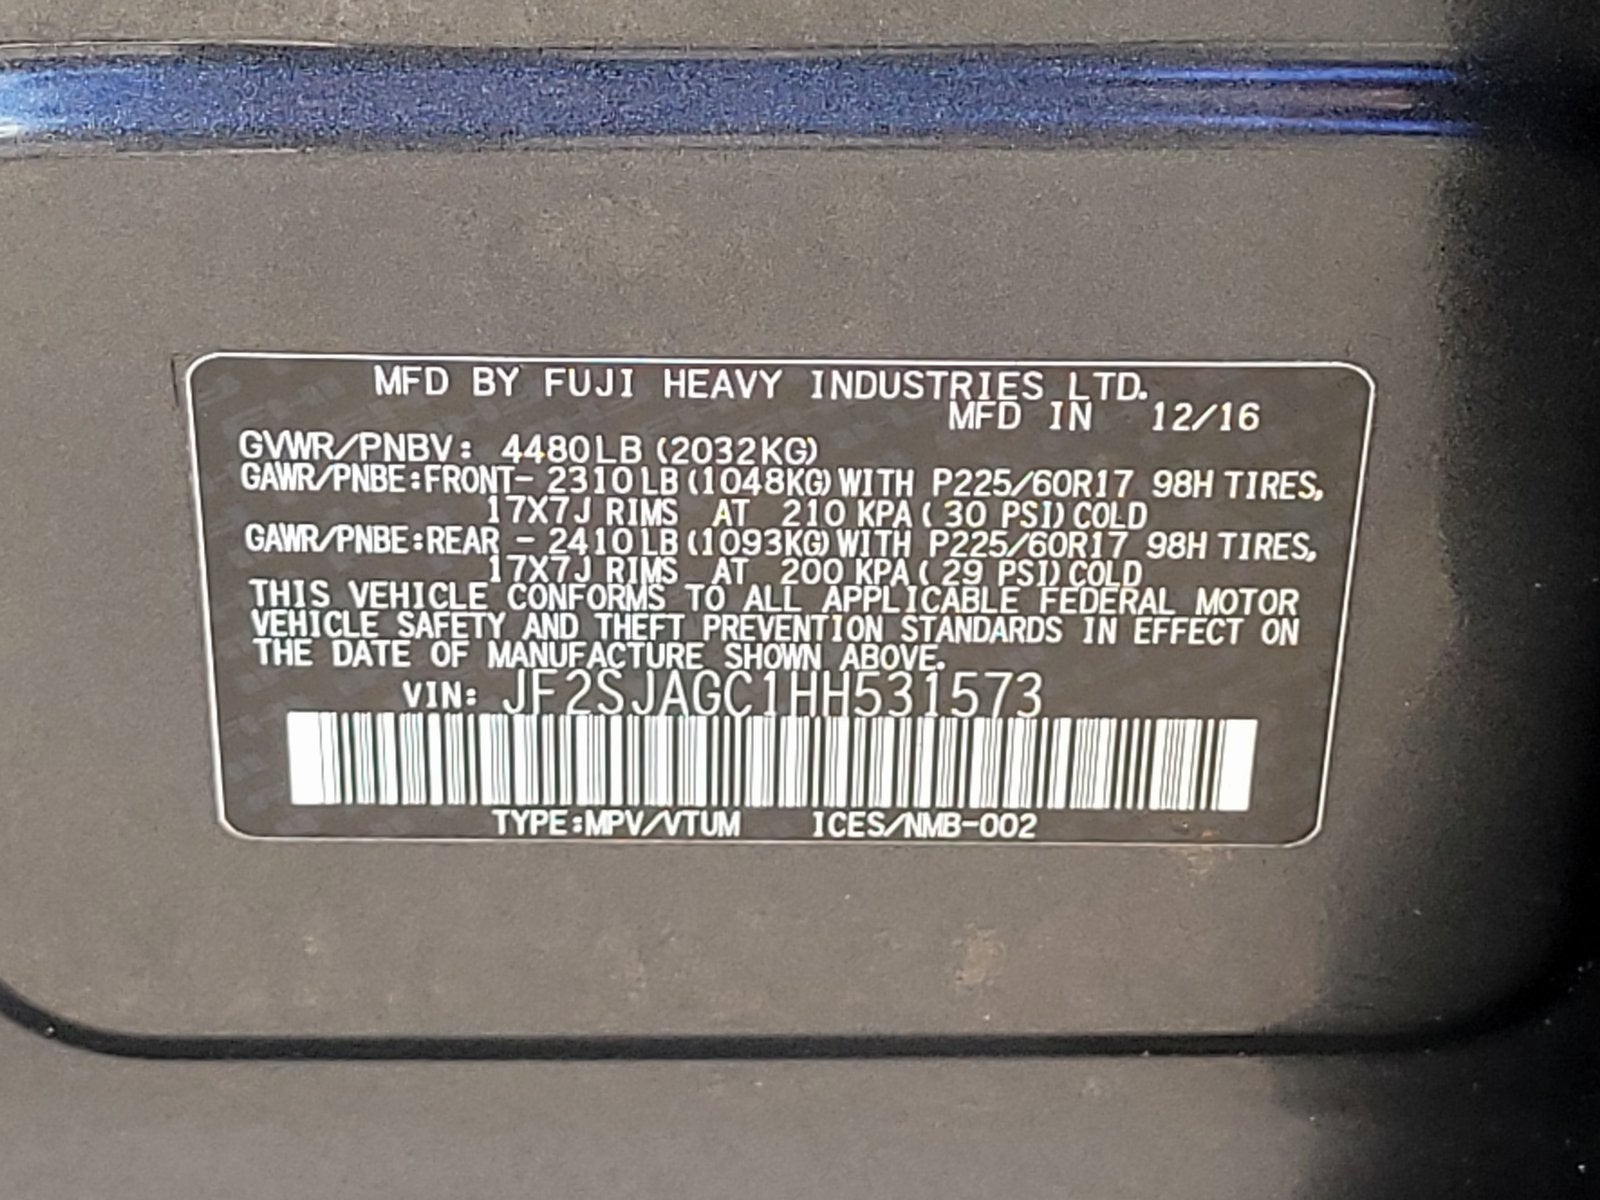 MFD BY FUJI HEAVY INDUSTRIES LTD.
MFD IN 12/16
GVWR/PNBV: 4480LB (2032KG)
GAWR/PNBE:FRONT- 2310LB (1048KG) WITH P225/60R17 98H TIRES,
17X7J RIMS AT 210 KPA ( 30 PSI) COLD
GAWR/PNBE:REAR - 2410LB (1093KG) WITH P225/60R17 98H TIRES,
17X7J RIMS AT 200 KPA ( 29 PSI) COLD
THIS VEHICLE CONFORMS TO ALL APPLICABLE FEDERAL MOTOR
VEHICLE SAFETY AND THEFT PREVENTION STANDARDS IN EFFECT ON
THE DATE OF MANUFACTURE SHOWN ABOVE.
VIN: JF2SJAGC1HH531573
TYPE:MPV/VTUM ICES/NMB-002